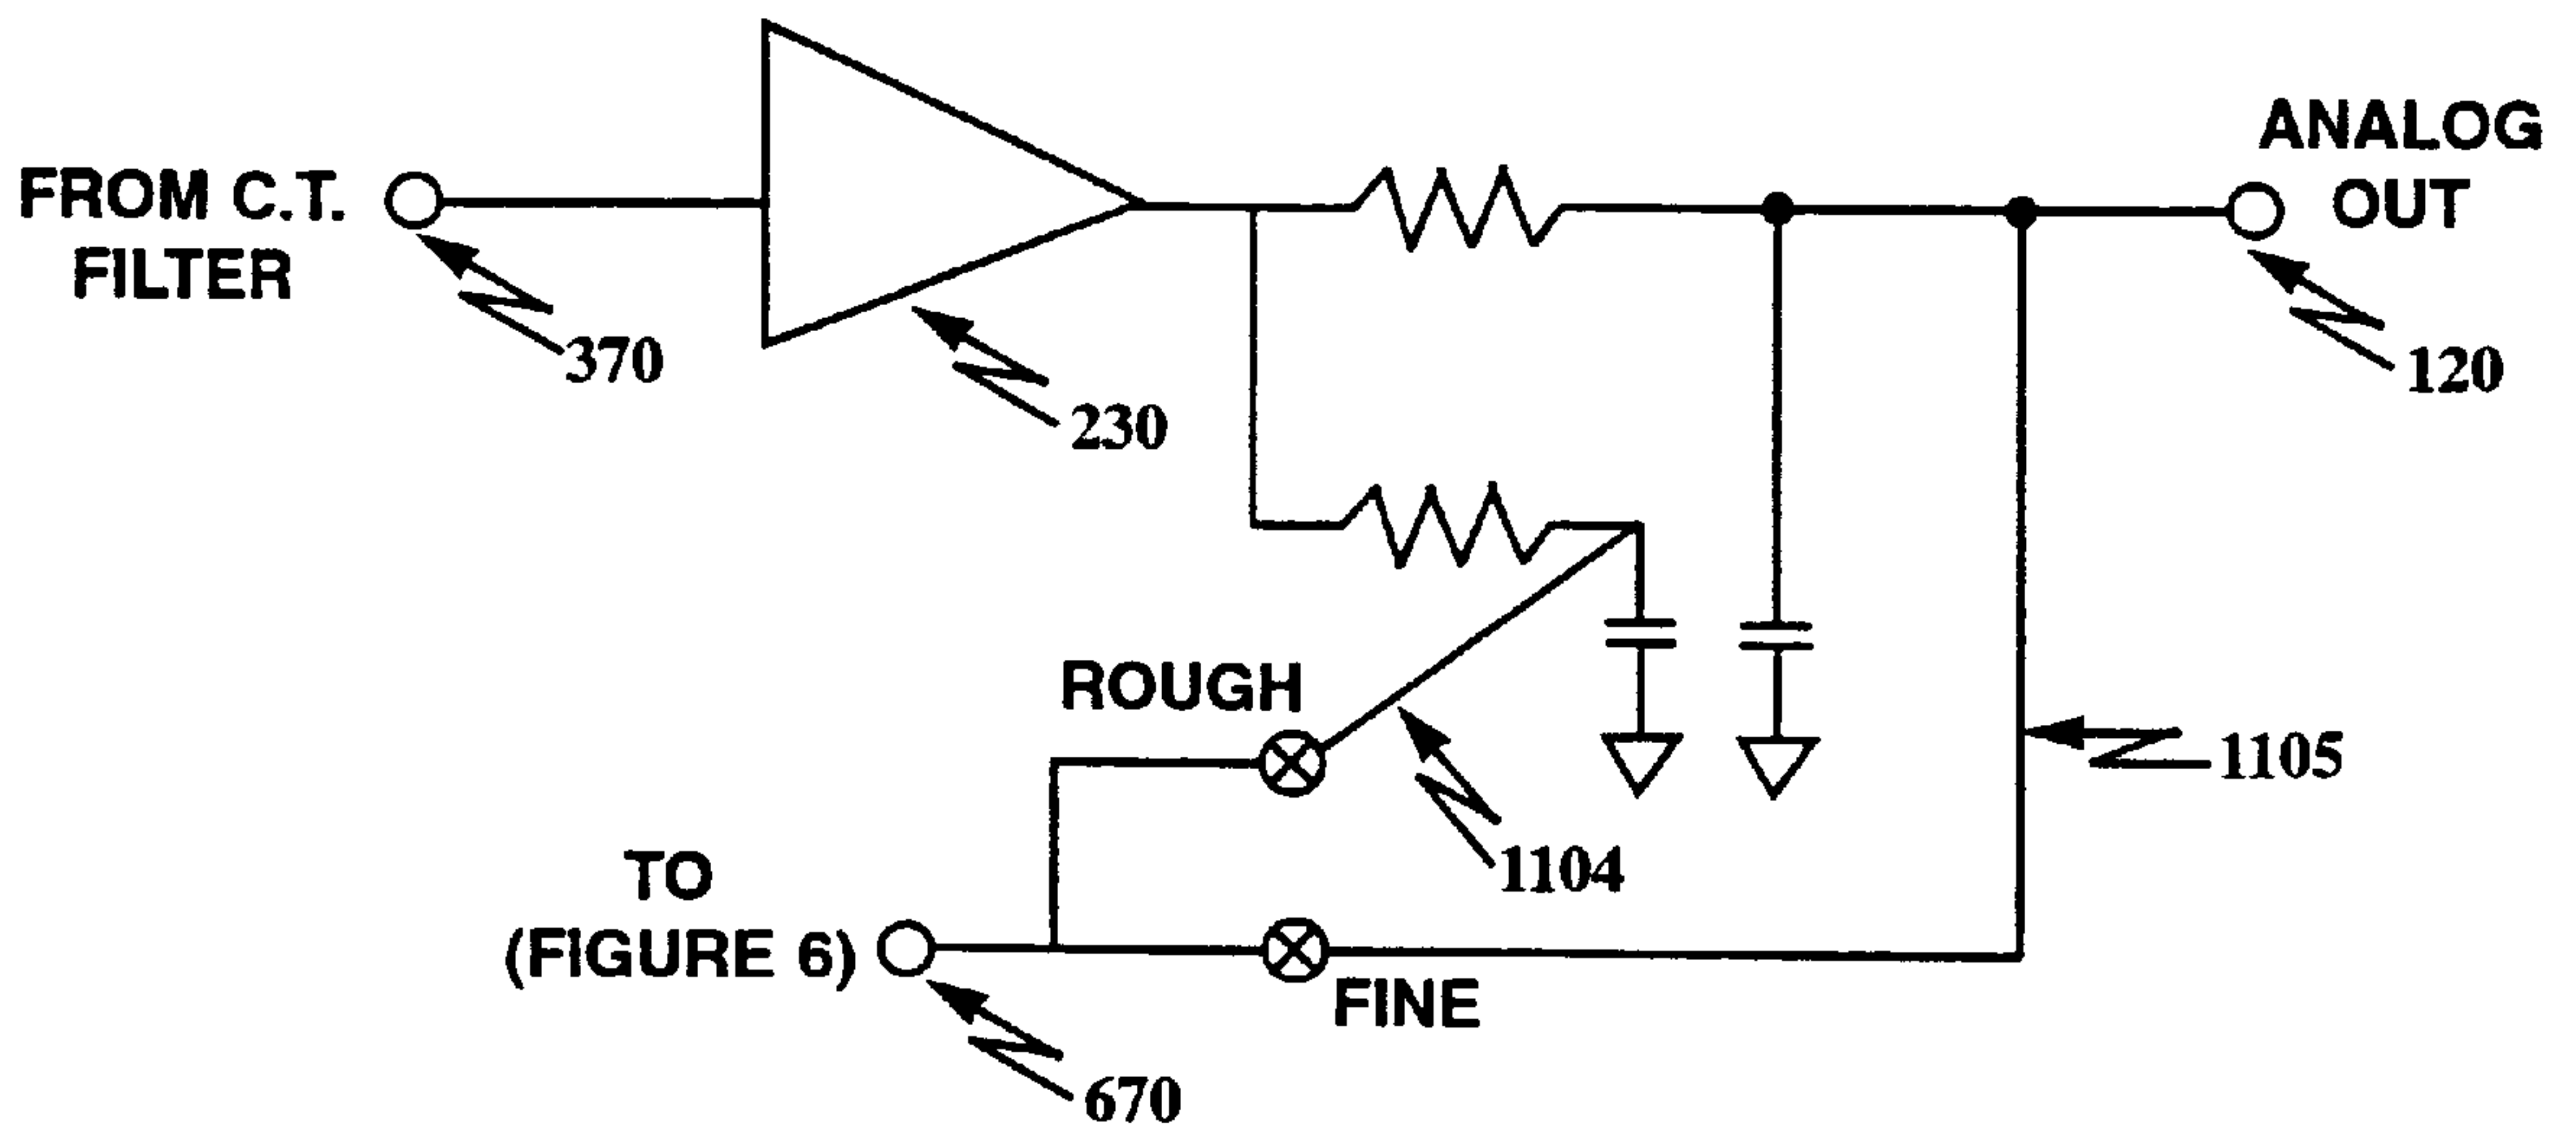 FROM C.T.
FILTER
370
230
ANALOG
OUT
120
ROUGH
1104
1105
TO
(FIGURE 6)
FINE
670